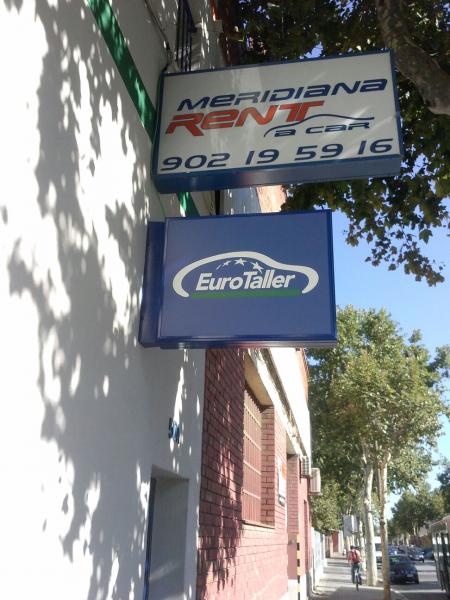 MERIDIANA
RENT
A CAR
902 19 59 16
EuroTaller